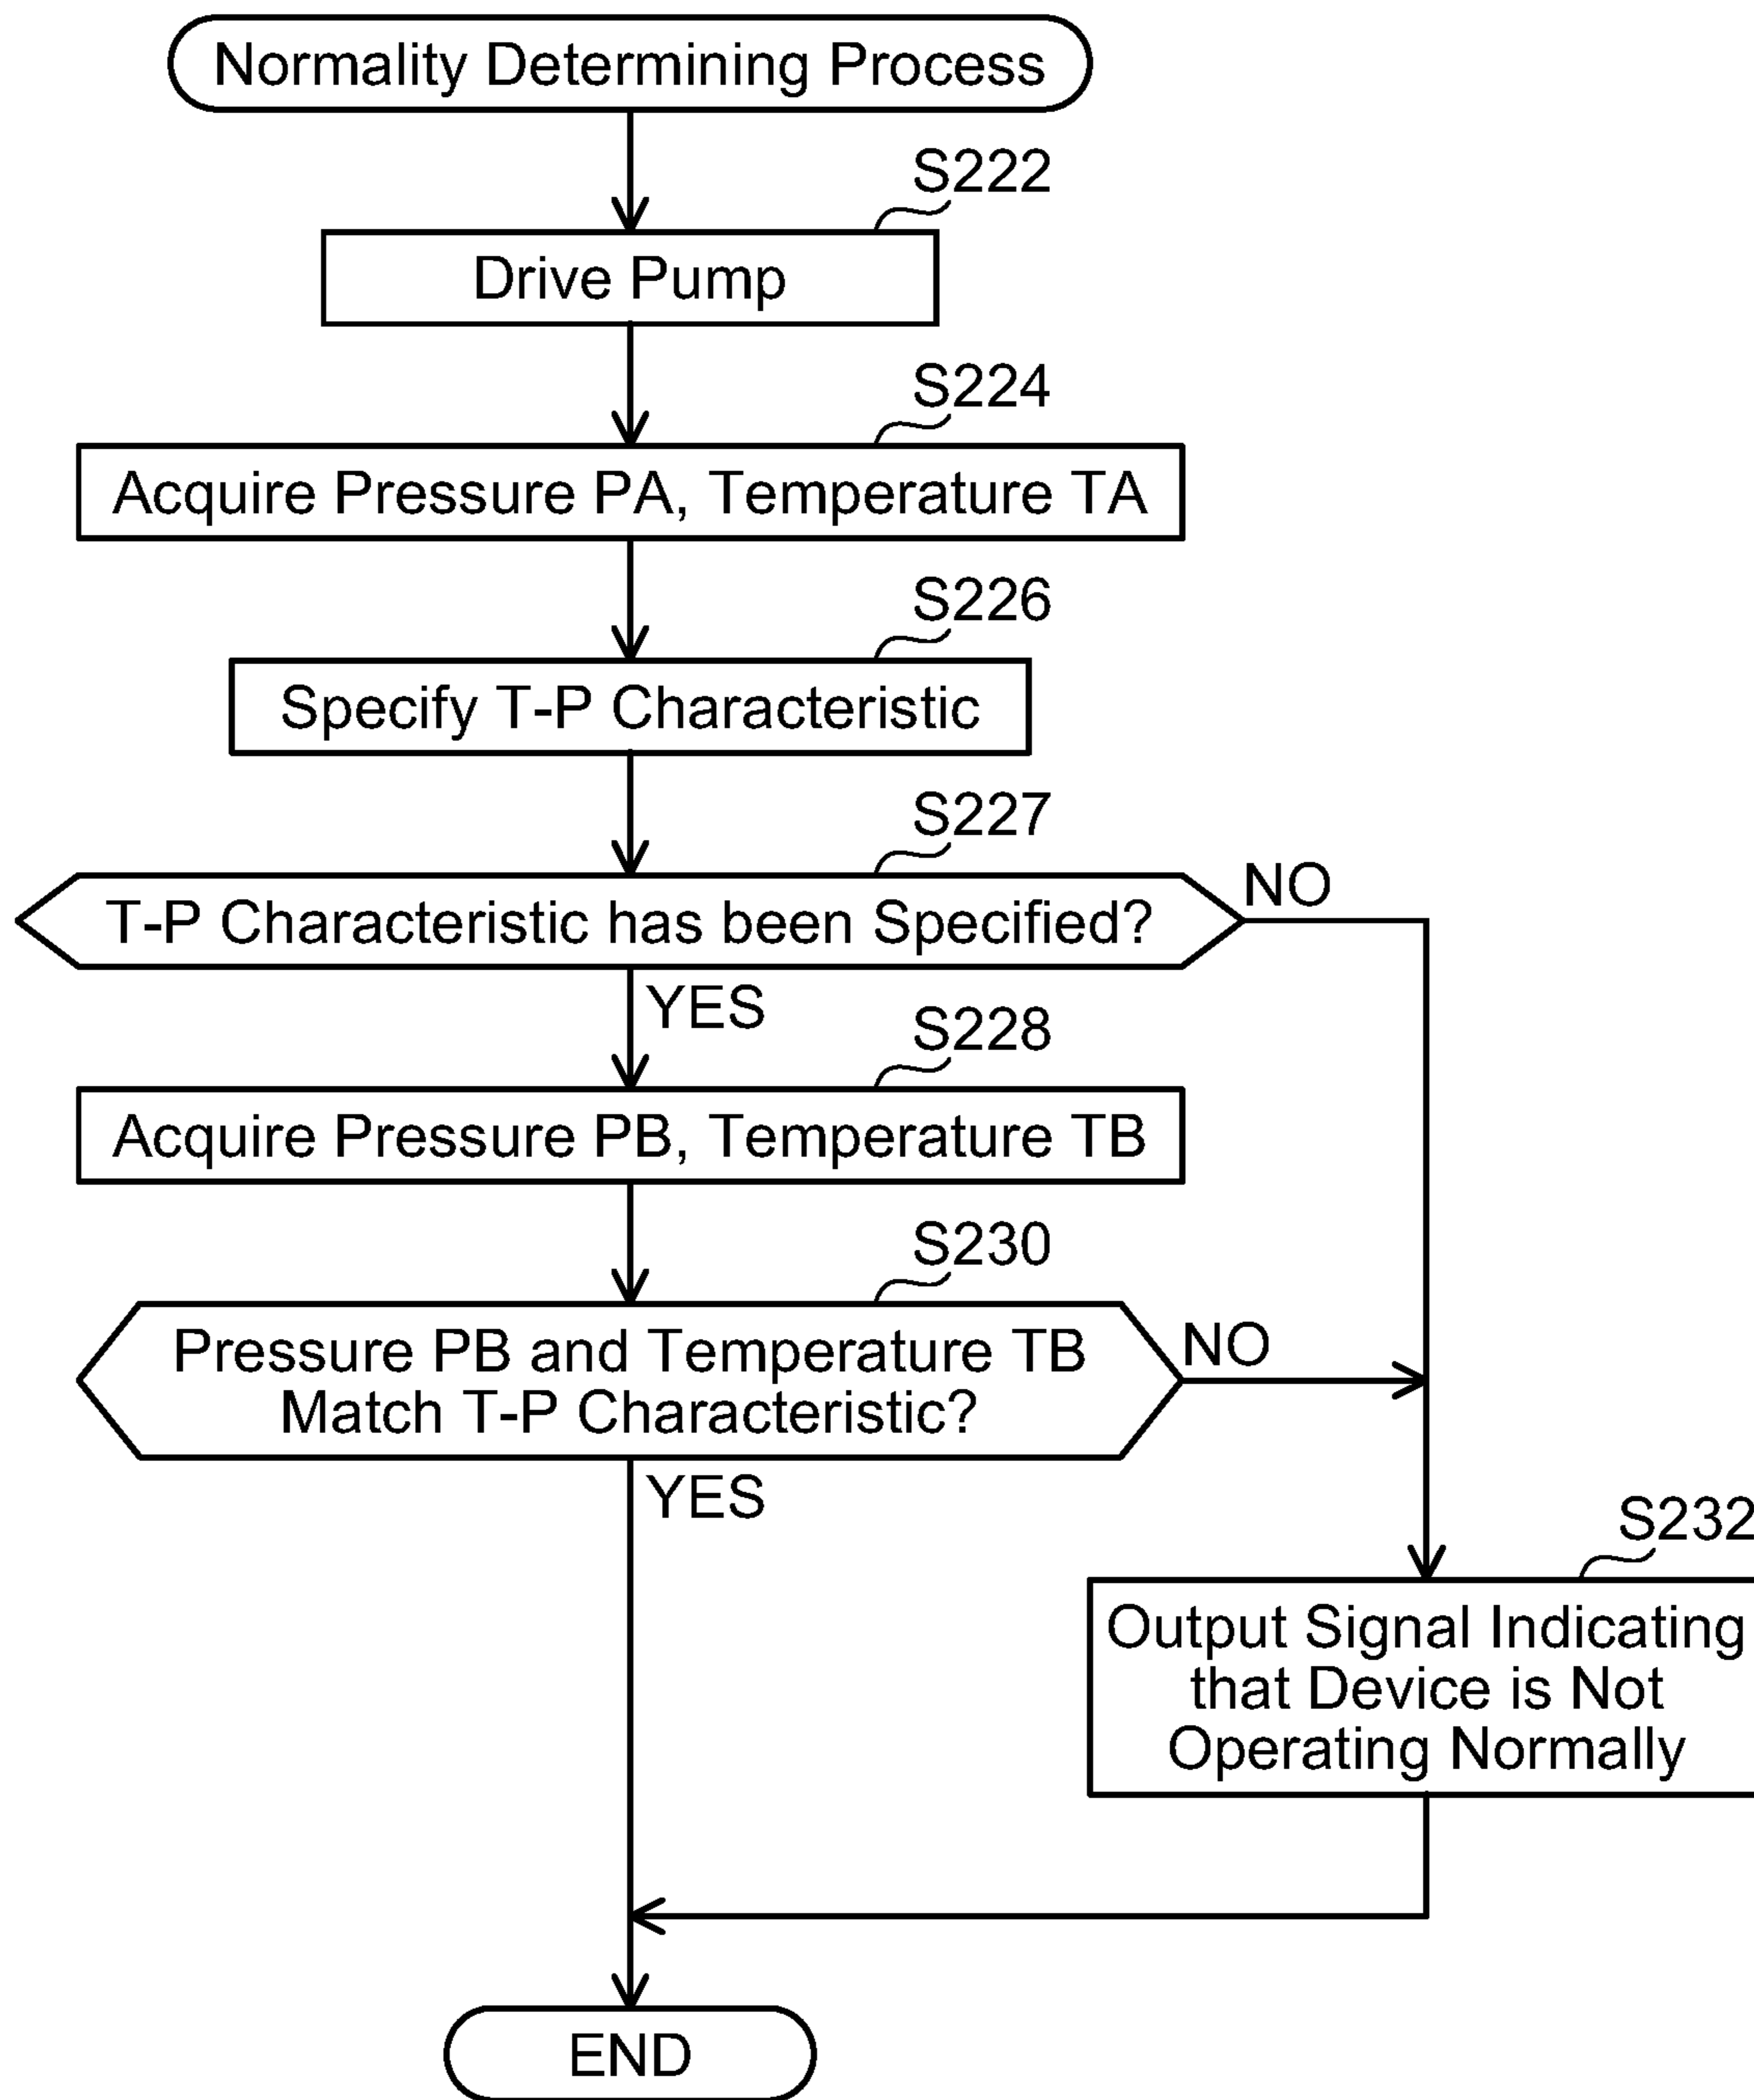 Normality Determining Process
S222
Drive Pump
S224
Acquire Pressure PA, Temperature TA
S226
Specify T-P Characteristic
S227
T-P Characteristic has been Specified?
NO
YES
S228
Acquire Pressure PB, Temperature TB
S230
Pressure PB and Temperature TB
Match T-P Characteristic?
NO
YES
S232
Output Signal Indicating
that Device is Not
Operating Normally
END